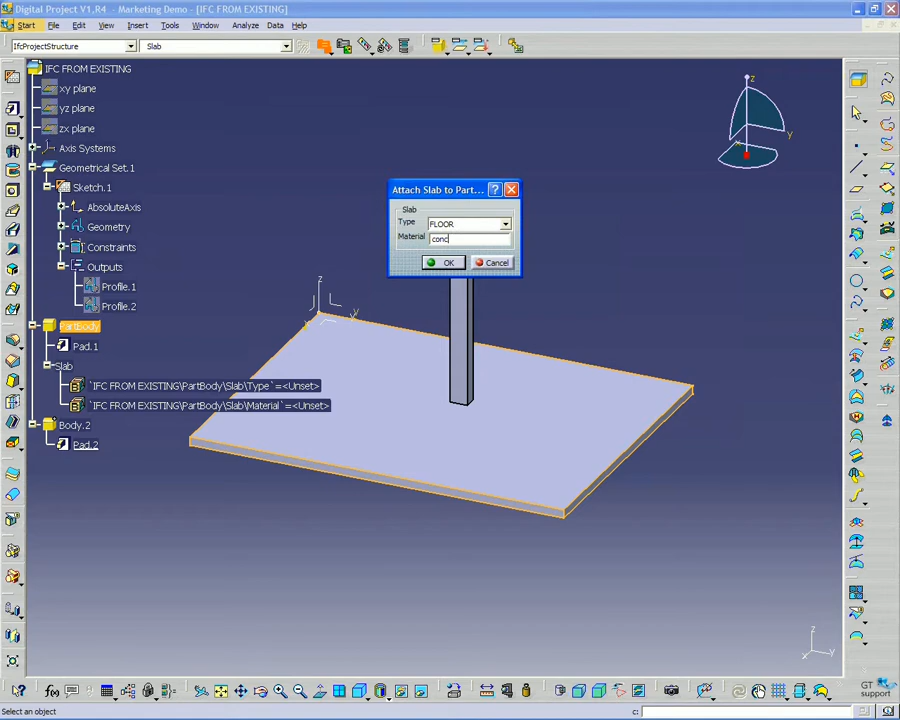 Digital Project V1,R4 - Marketing Demo - [IFC FROM EXISTING]
Start File Edit View Insert Tools Window Analyze Data Help
IfcProjectStructure Slab
IFC FROM EXISTING
xy plane
yz plane
zx plane
Axis Systems
Geometrical Set.1
Sketch.1
AbsoluteAxis
Geometry
Constraints
Outputs
Profile.1
Profile.2
PartBody
Pad.1
Slab
`IFC FROM EXISTING\PartBody\Slab\Type`=<Unset>
`IFC FROM EXISTING\PartBody\Slab\Material`=<Unset>
Body.2
Pad.2
Attach Slab to Part...
Slab
Type FLOOR
Material conc
OK Cancel
z
y
x
z
y
z
x y
f(x)
GT
support
Select an object
c: